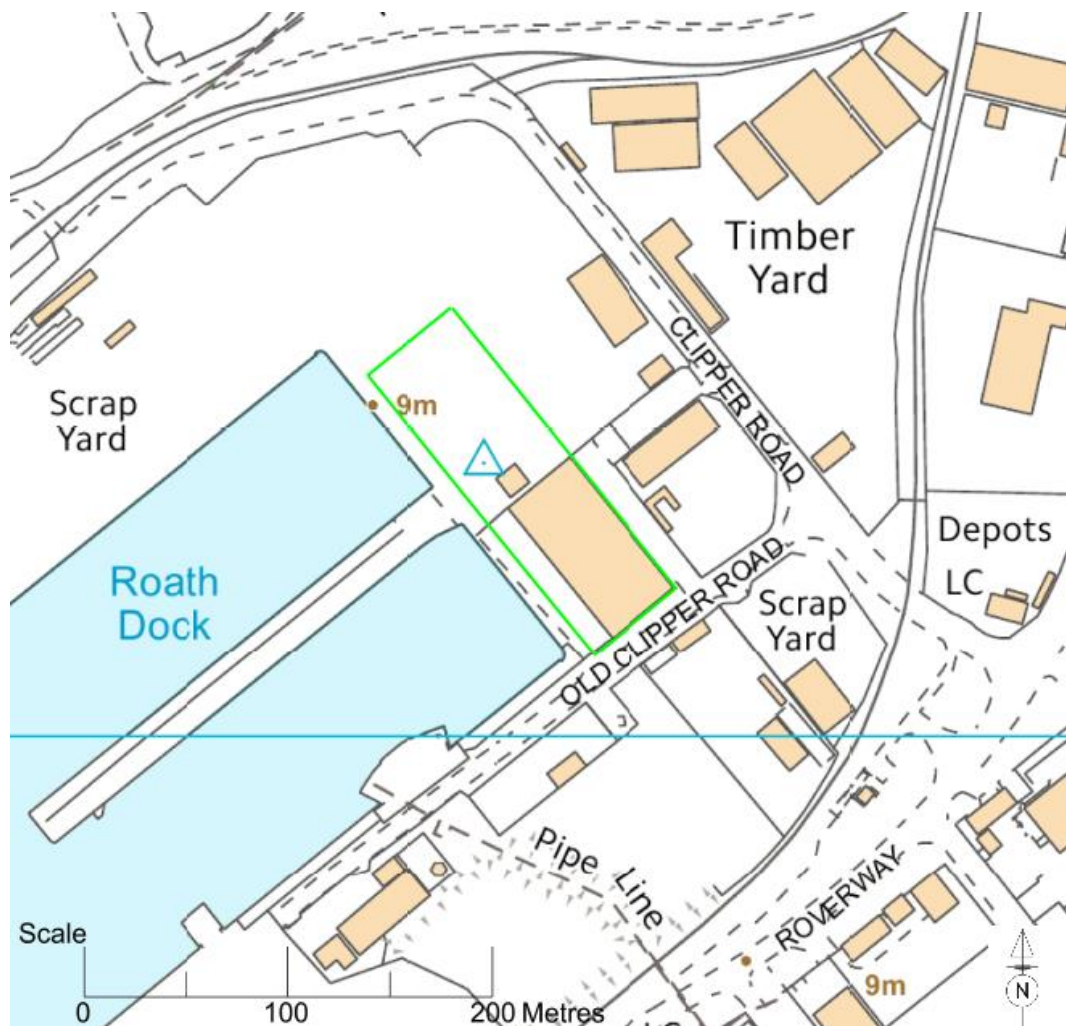 Timber
Yard
CLIPPER ROAD
Scrap
Yard
9m
Roath
Dock
Depots
LC
Scrap
Yard
OLD CLIPPER ROAD
Pipe Line
ROVERWAY
9m
Scale
0 100 200 Metres
N